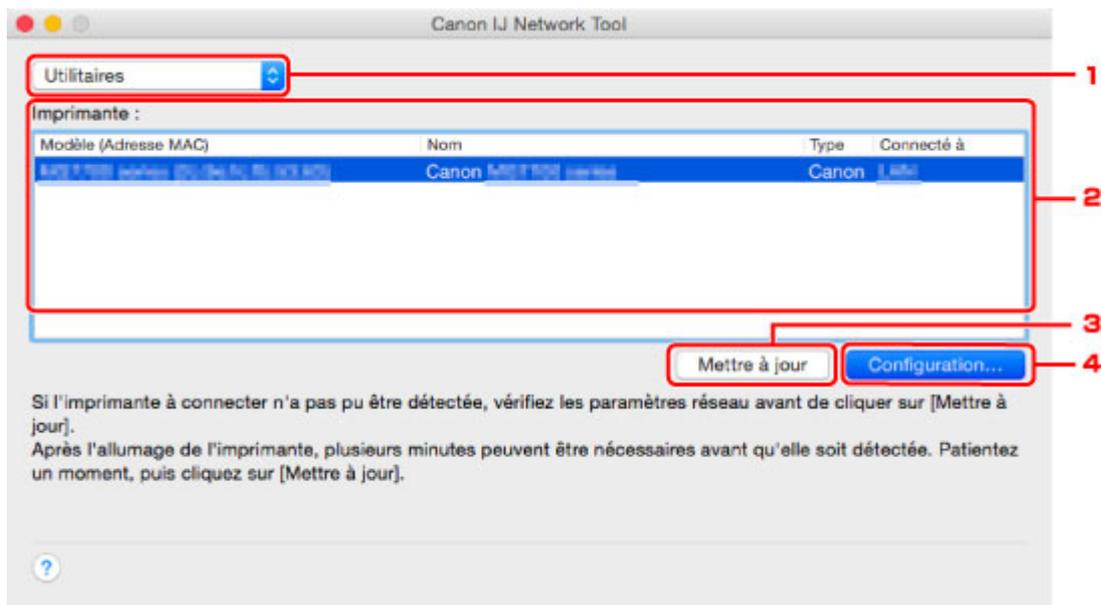 Canon IJ Network Tool
Utilitaires
1
Imprimante :
Modèle (Adresse MAC) Nom Type Connecté à
Canon Canon
2
3
Mettre à jour Configuration...
4
Si l'imprimante à connecter n'a pas pu être détectée, vérifiez les paramètres réseau avant de cliquer sur [Mettre à
jour].
Après l'allumage de l'imprimante, plusieurs minutes peuvent être nécessaires avant qu'elle soit détectée. Patientez
un moment, puis cliquez sur [Mettre à jour].
?